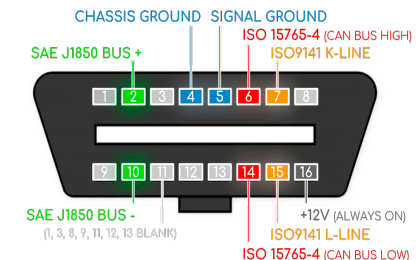 CHASSIS GROUND SIGNAL GROUND
ISO 15765-4 (CAN BUS HIGH)
SAE J1850 BUS + ISO9141 K-LINE
1 2 3 4 5 6 7 8
9 10 11 12 13 14 15 16
SAE J1850 BUS - +12V (ALWAYS ON)
(1, 3, 8, 9, 11, 12, 13 BLANK) ISO9141 L-LINE
ISO 15765-4 (CAN BUS LOW)